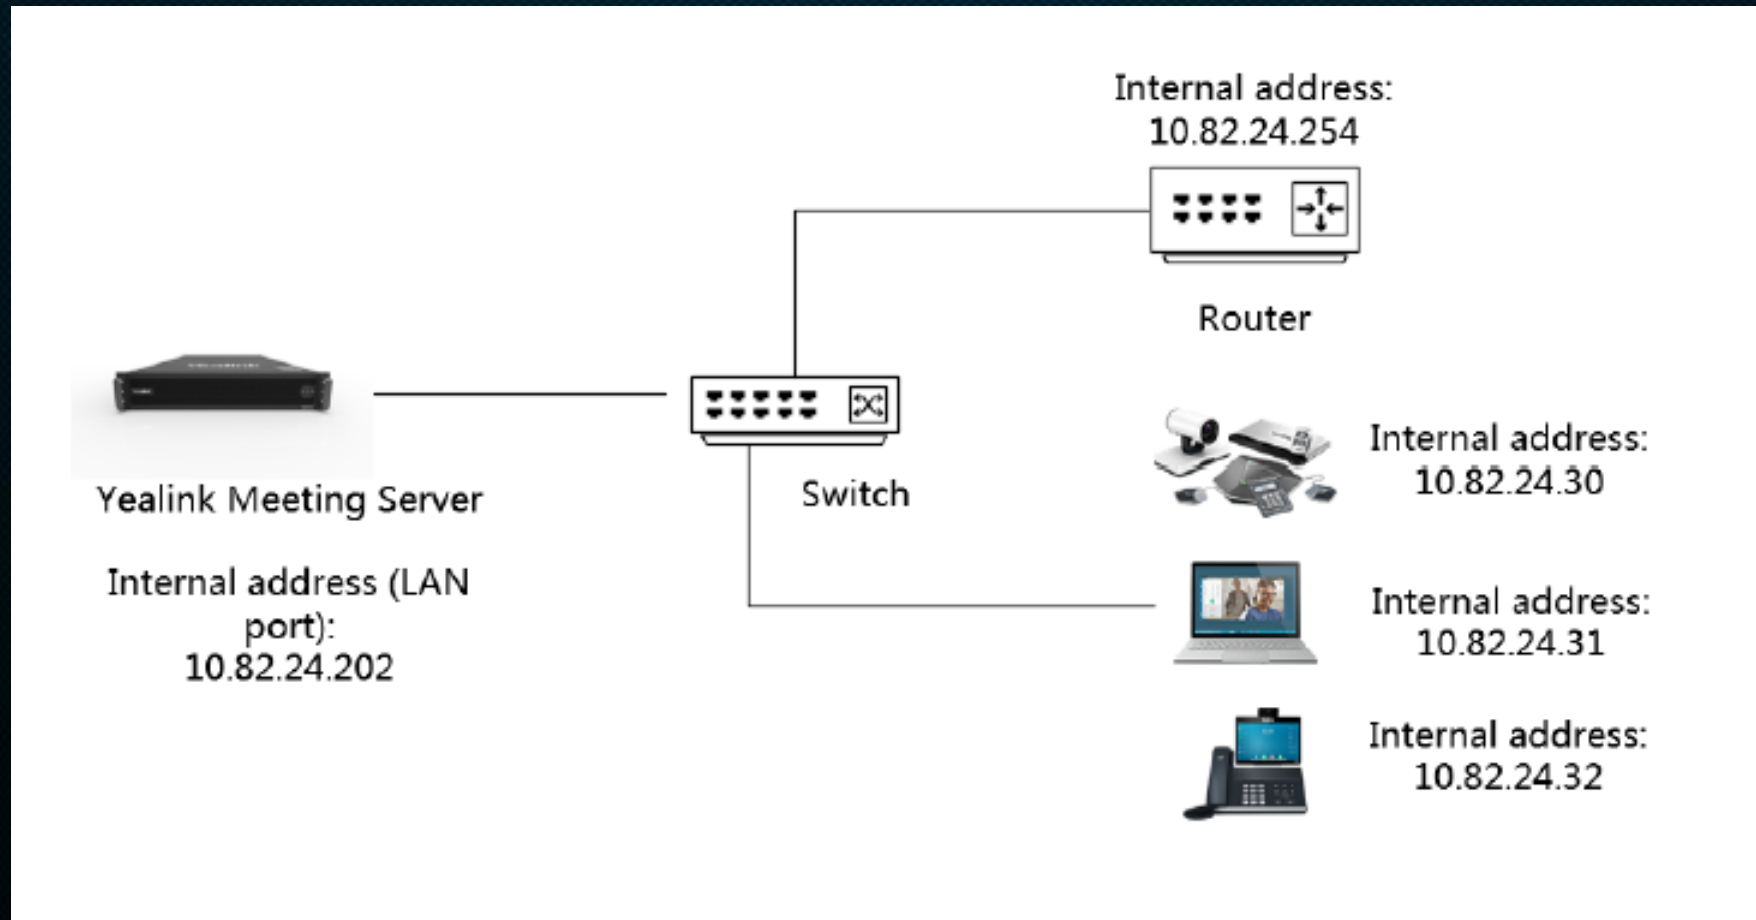 Internal address:
10.82.24.254
Router
Yealink Meeting Server
Internal address (LAN
port):
10.82.24.202
Switch
Internal address:
10.82.24.30
Internal address:
10.82.24.31
Internal address:
10.82.24.32